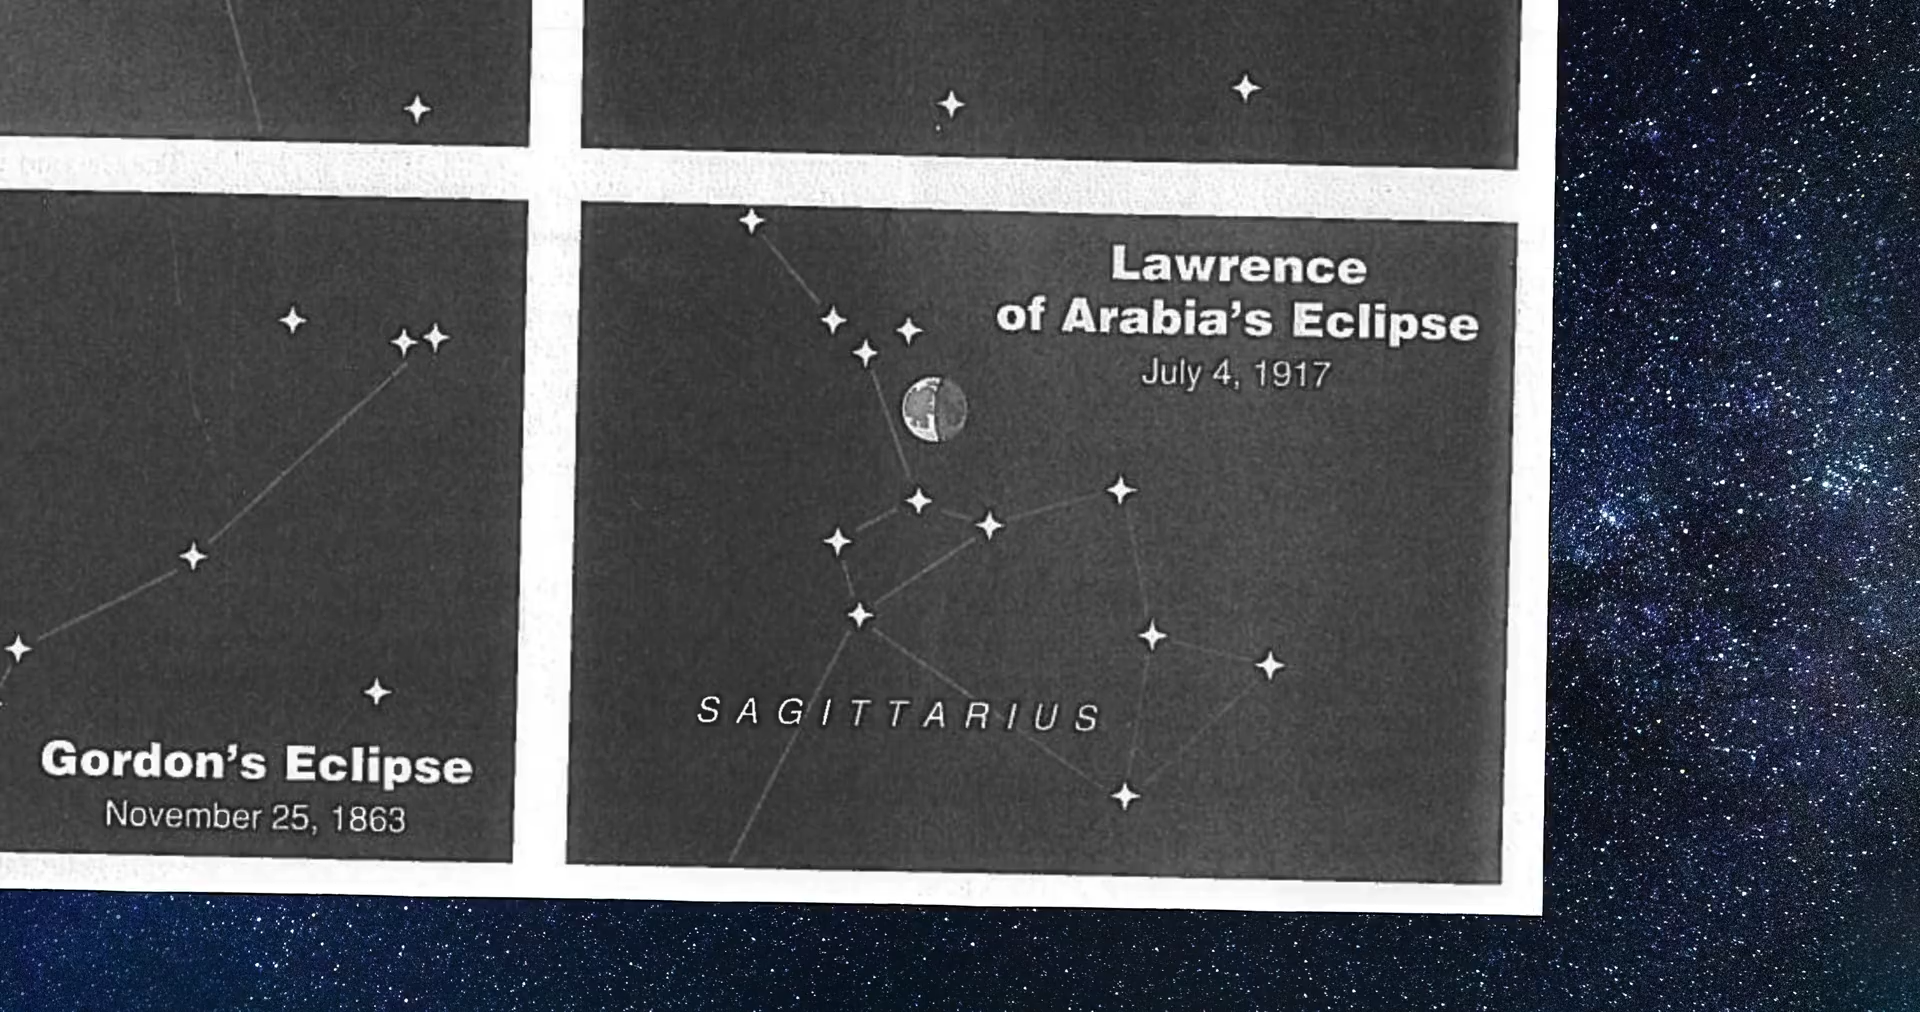 Lawrence
of Arabia's Eclipse
July 4, 1917
SAGITTARIUS
Gordon's Eclipse
November 25, 1863